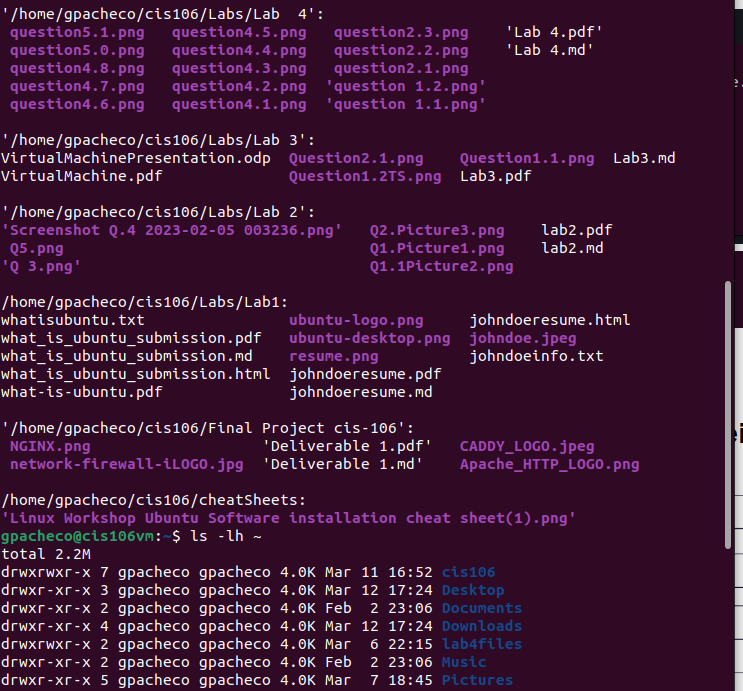 '/home/gpacheco/cis106/Labs/Lab  4':
question5.1.png   question4.5.png   question2.3.png    'Lab 4.pdf'
question5.0.png   question4.4.png   question2.2.png    'Lab 4.md'
question4.8.png   question4.3.png   question2.1.png
question4.7.png   question4.2.png  'question 1.2.png'
question4.6.png   question4.1.png  'question 1.1.png'
'/home/gpacheco/cis106/Labs/Lab 3':
VirtualMachinePresentation.odp  Question2.1.png    Question1.1.png  Lab3.md
VirtualMachine.pdf              Question1.2TS.png  Lab3.pdf
'/home/gpacheco/cis106/Labs/Lab 2':
'Screenshot Q.4 2023-02-05 003236.png'   Q2.Picture3.png    lab2.pdf
Q5.png                                  Q1.Picture1.png    lab2.md
'Q 3.png'                                Q1.1Picture2.png
/home/gpacheco/cis106/Labs/Lab1:
whatisubuntu.txt                ubuntu-logo.png     johndoeresume.html
what_is_ubuntu_submission.pdf   ubuntu-desktop.png  johndoe.jpeg
what_is_ubuntu_submission.md    resume.png          johndoeinfo.txt
what_is_ubuntu_submission.html  johndoeresume.pdf
what-is-ubuntu.pdf              johndoeresume.md
'/home/gpacheco/cis106/Final Project cis-106':
NGINX.png                    'Deliverable 1.pdf'   CADDY_LOGO.jpeg
network-firewall-iLOGO.jpg  'Deliverable 1.md'    Apache_HTTP_LOGO.png
/home/gpacheco/cis106/cheatSheets:
'Linux Workshop Ubuntu Software installation cheat sheet(1).png'
gpacheco@cis106vm:~$ ls -lh ~
total 2.2M
drwxrwxr-x 7 gpacheco gpacheco 4.0K Mar 11 16:52 cis106
drwxr-xr-x 3 gpacheco gpacheco 4.0K Mar 12 17:24 Desktop
drwxr-xr-x 2 gpacheco gpacheco 4.0K Feb  2 23:06 Documents
drwxr-xr-x 4 gpacheco gpacheco 4.0K Mar 12 17:24 Downloads
drwxrwxr-x 2 gpacheco gpacheco 4.0K Mar  6 22:15 lab4files
drwxr-xr-x 2 gpacheco gpacheco 4.0K Feb  2 23:06 Music
drwxr-xr-x 5 gpacheco gpacheco 4.0K Mar  7 18:45 Pictures